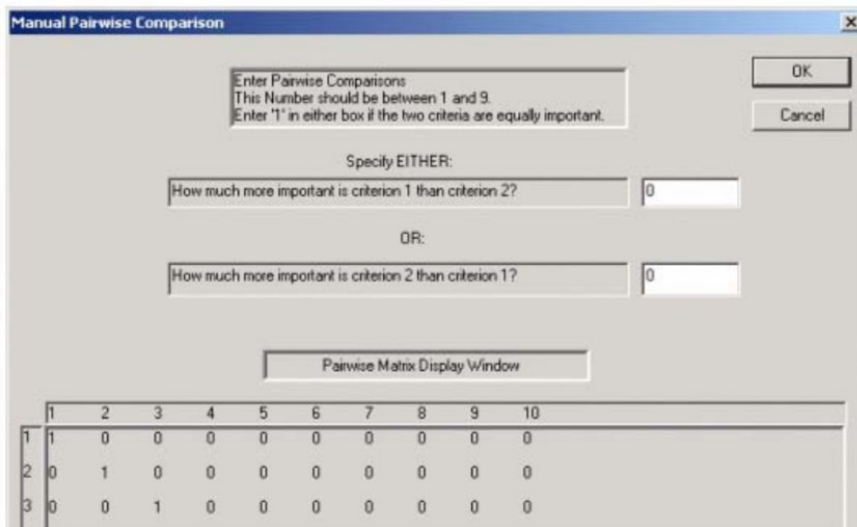 Manual Pairwise Comparison
Enter Pairwise Comparisons
This Number should be between 1 and 9.
Enter '1' in either box if the two criteria are equally important.
OK
Cancel
Specify EITHER:
How much more important is criterion 1 than criterion 2? 0
OR:
How much more important is criterion 2 than criterion 1? 0
Pairwise Matrix Display Window
1 2 3 4 5 6 7 8 9 10
1 1 0 0 0 0 0 0 0 0 0
2 0 1 0 0 0 0 0 0 0 0
3 0 0 1 0 0 0 0 0 0 0